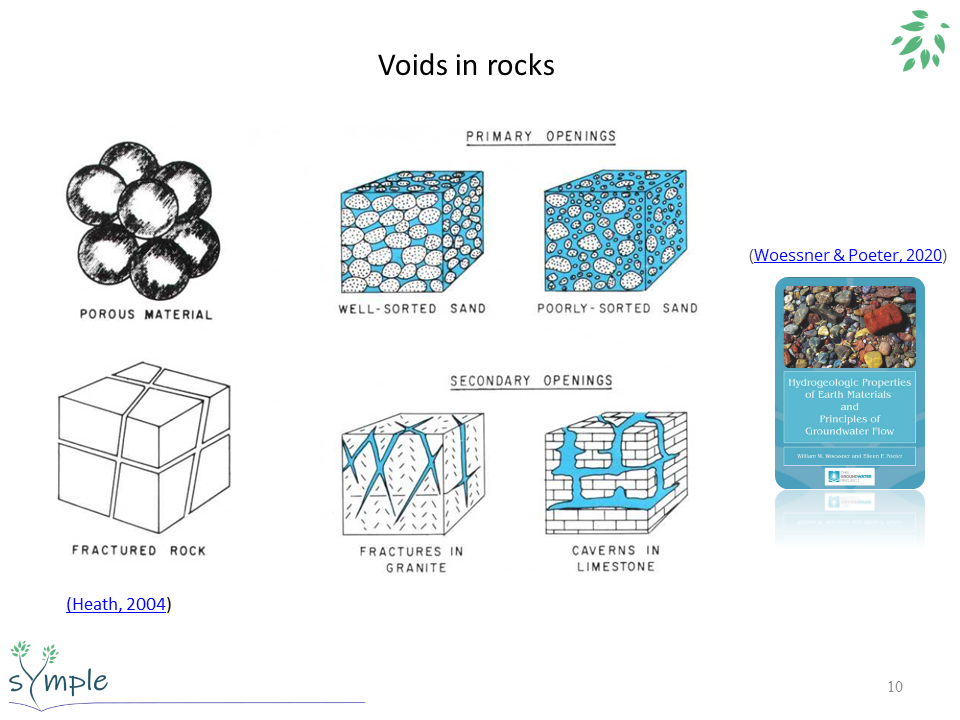 Voids in rocks
PRIMARY OPENINGS
POROUS MATERIAL
WELL-SORTED SAND
POORLY-SORTED SAND
(Woessner & Poeter, 2020)
Hydrogeologic Properties
of Earth Materials
and
Principles of
Groundwater Flow
William W. Woessner and Eileen P. Poeter
THE
GROUNDWATER
PROJECT
SECONDARY OPENINGS
FRACTURED ROCK
FRACTURES IN
GRANITE
CAVERNS IN
LIMESTONE
(Heath, 2004)
sYmple
10